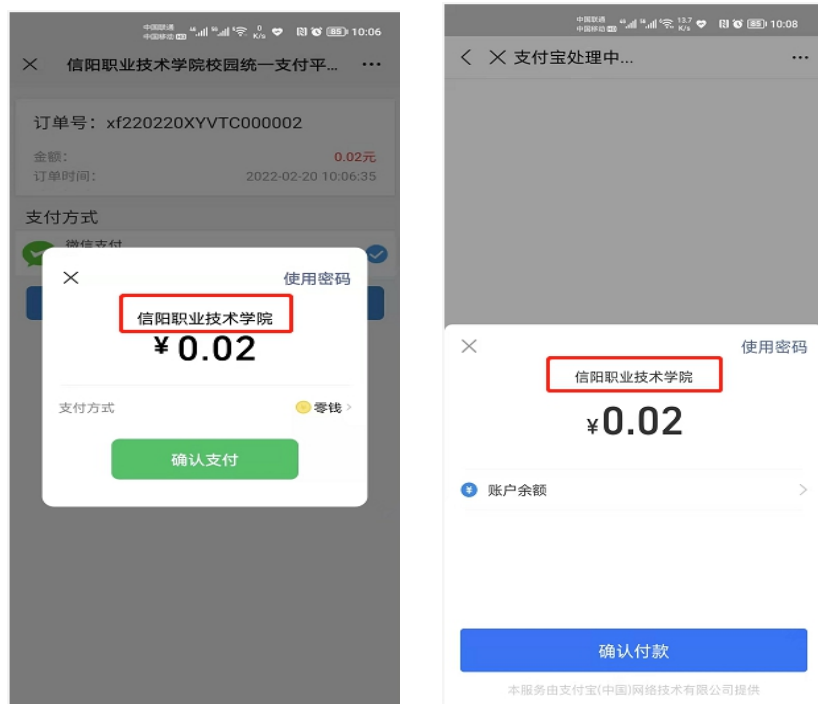 中国联通
中国移动 HD
0 K/s
85
10:06
信阳职业技术学院校园统一支付平...
订单号：xf220220XYVTC000002
金额：
0.02元
订单时间：
2022-02-20 10:06:35
支付方式
微信支付
使用密码
信阳职业技术学院
¥0.02
支付方式
零钱
确认支付
中国联通
中国移动 HD
13.7 K/s
85
10:08
支付宝处理中...
使用密码
信阳职业技术学院
¥0.02
账户余额
确认付款
本服务由支付宝(中国)网络技术有限公司提供